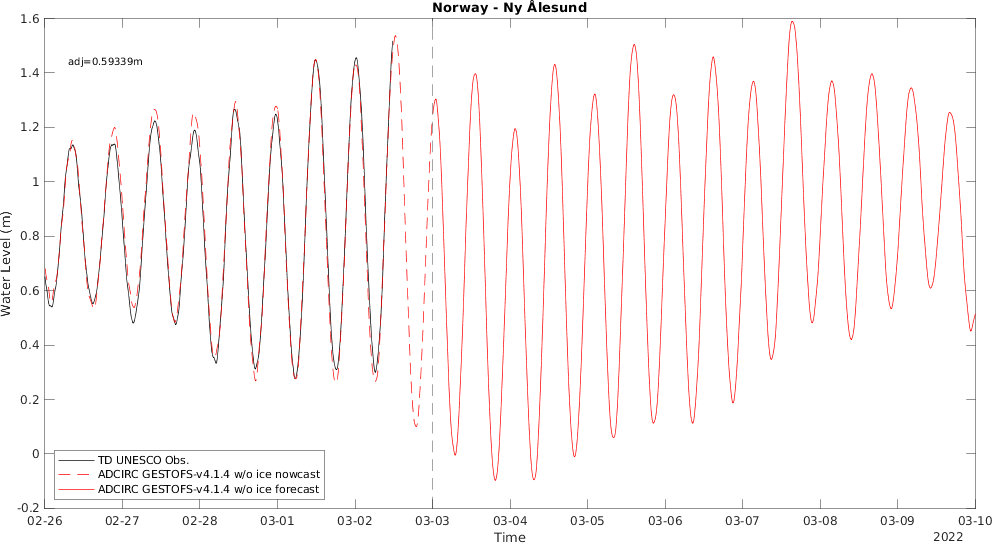 Norway - Ny Ålesund
adj=0.59339m
Water Level (m)
1.6
1.4
1.2
1
0.8
0.6
0.4
0.2
0
-0.2
TD UNESCO Obs.
ADCIRC GESTOFS-v4.1.4 w/o ice nowcast
ADCIRC GESTOFS-v4.1.4 w/o ice forecast
02-26 02-27 02-28 03-01 03-02 03-03 03-04 03-05 03-06 03-07 03-08 03-09 03-10
Time
2022